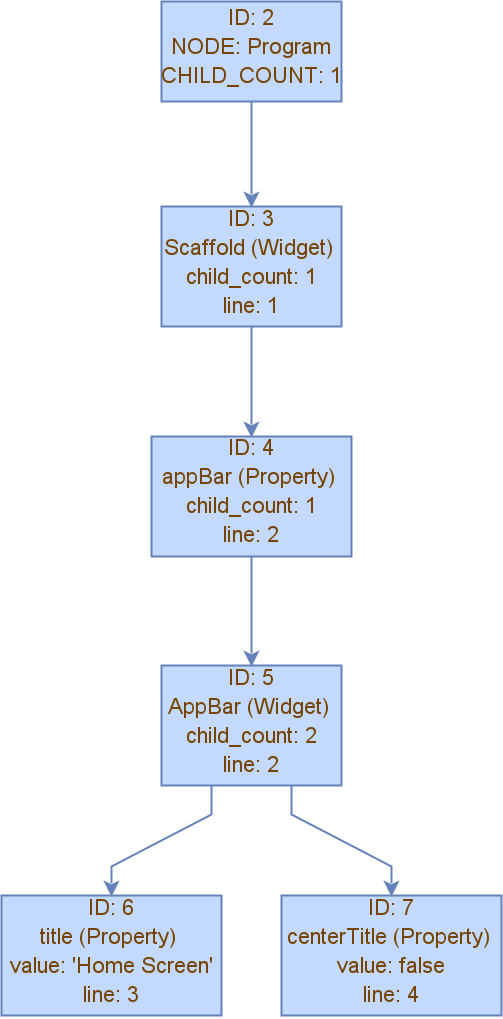 ID: 2
NODE: Program
CHILD_COUNT: 1
ID: 3
Scaffold (Widget)
child_count: 1
line: 1
ID: 4
appBar (Property)
child_count: 1
line: 2
ID: 5
AppBar (Widget)
child_count: 2
line: 2
ID: 6
title (Property)
value: 'Home Screen'
line: 3
ID: 7
centerTitle (Property)
value: false
line: 4